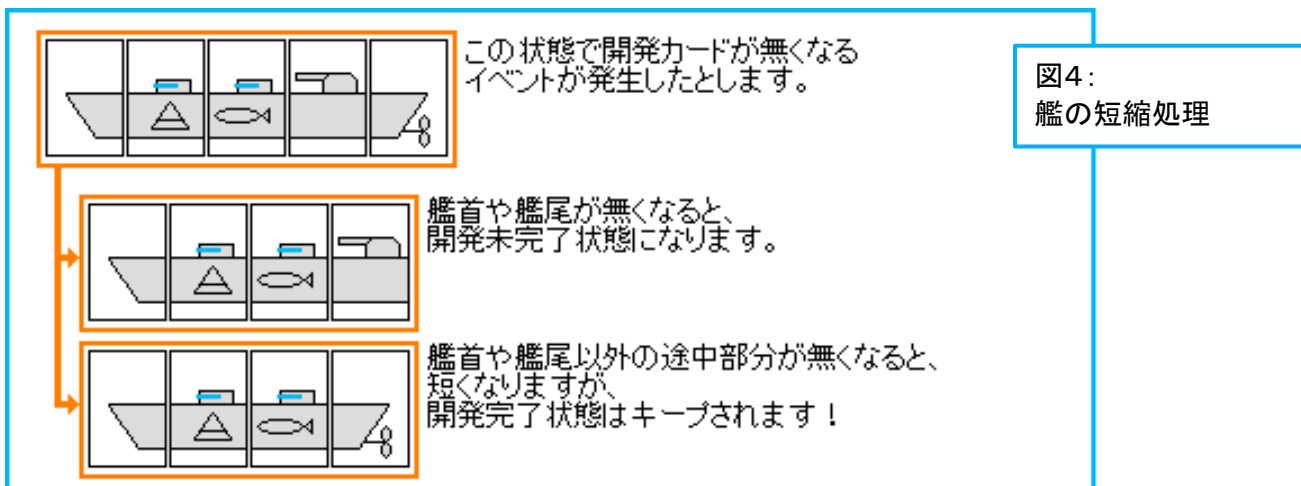 この状態で開発カードが無くなる
イベントが発生したとします。
図4：
艦の短縮処理
艦首や艦尾が無くなると、
開発未完了状態になります。
艦首や艦尾以外の途中部分が無くなると、
短くなりますが、
開発完了状態はキープされます！